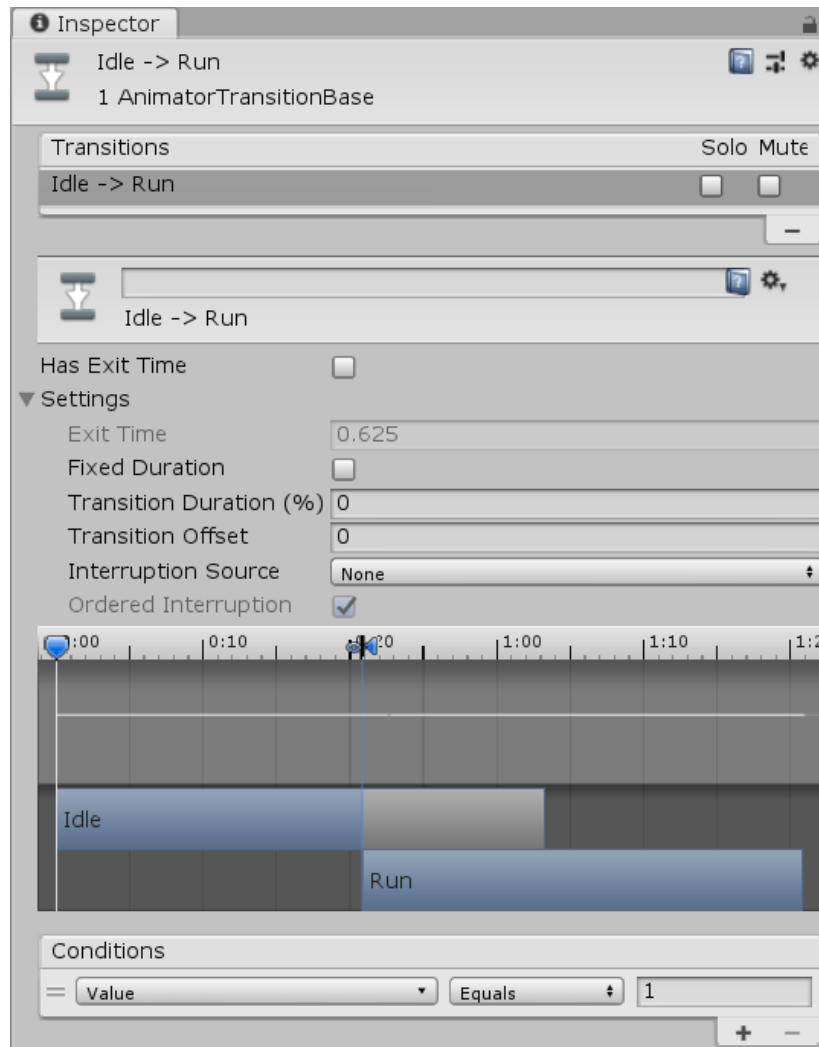 Inspector
Idle -> Run
1 AnimatorTransitionBase
Transitions Solo Mute
Idle -> Run
Idle -> Run
Has Exit Time
Settings
Exit Time 0.625
Fixed Duration
Transition Duration (%) 0
Transition Offset 0
Interruption Source None
Ordered Interruption
:00 0:10 1:00 1:10
Idle
Run
Conditions
Value Equals 1